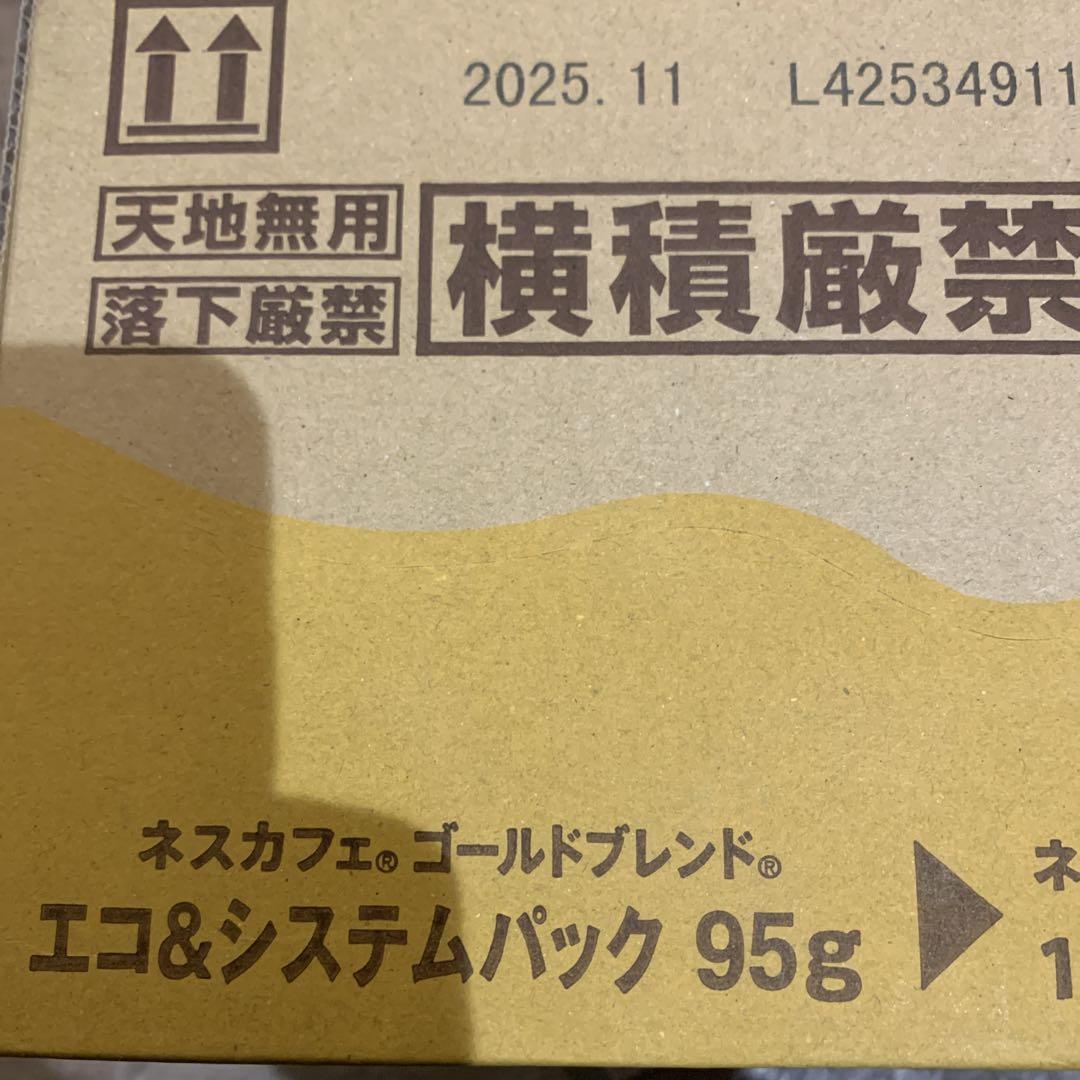 2025.11 L42534911
天地無用
横積厳禁
落下厳禁
ネスカフェ® ゴールドブレンド®
エコ&システムパック 95g
ネ
1